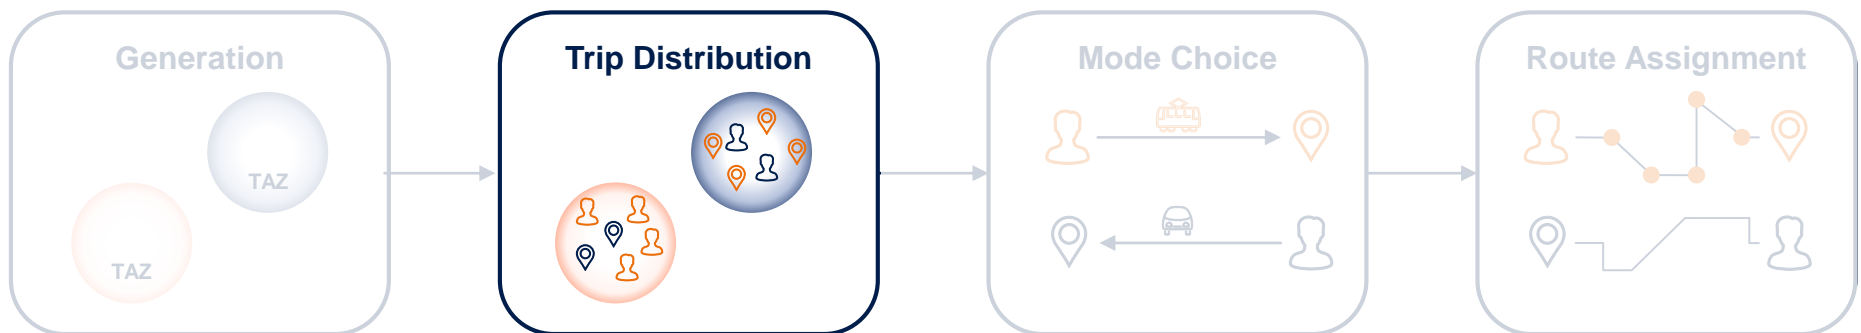 Generation
Trip Distribution
Mode Choice
Route Assignment
TAZ
TAZ